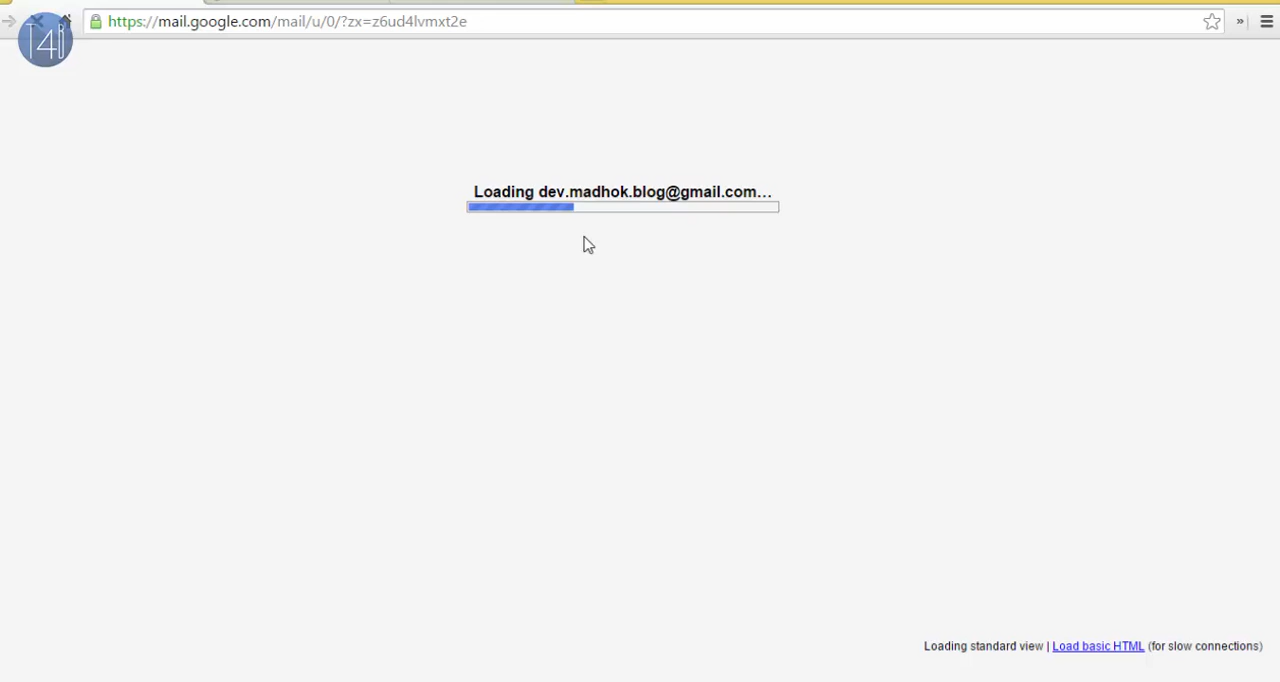 https://mail.google.com/mail/u/0/?zx=z6ud4lvmxt2e
T4B
Loading dev.madhok.blog@gmail.com...
Loading standard view | Load basic HTML (for slow connections)